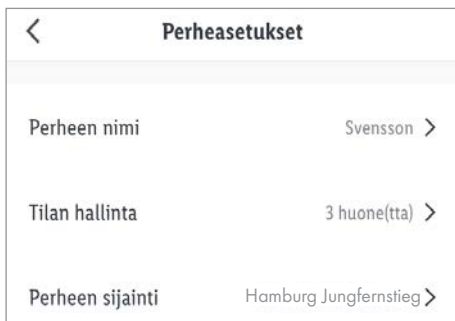 Perheasetukset
Perheen nimi Svensson
Tilan hallinta 3 huone(tta)
Perheen sijainti Hamburg Jungfernstieg